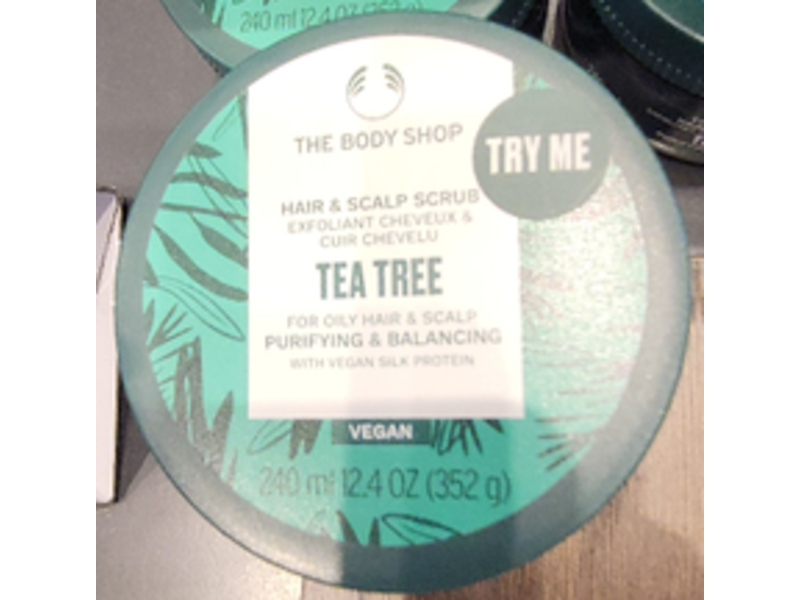 240 ml 12.4 OZ (352 g)
THE BODY SHOP
TRY ME
HAIR & SCALP SCRUB
EXFOLIANT CHEVEUX &
CUIR CHEVELU
TEA TREE
FOR OILY HAIR & SCALP
PURIFYING & BALANCING
WITH VEGAN SILK PROTEIN
VEGAN
240 ml 12.4 OZ (352 g)